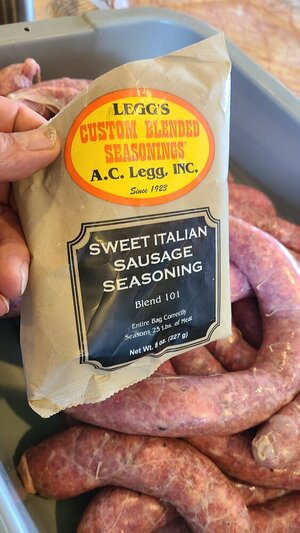 LEGG'S
CUSTOM BLENDED
SEASONINGS
A.C. Legg, INC.
Since 1923
SWEET ITALIAN
SAUSAGE
SEASONING
Blend 101
Entire Bag Correctly
Seasons 25 Lbs. of Meat
Net Wt. 8 oz. (227 g)